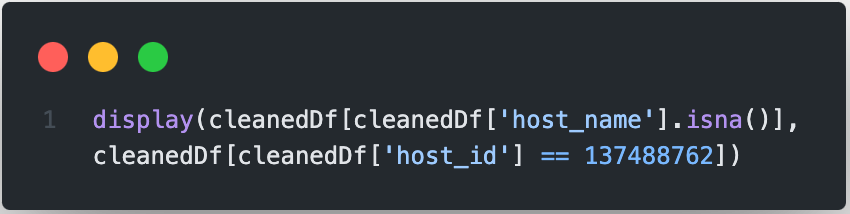 1 display(cleanedDf[cleanedDf['host_name'].isna()],
cleanedDf[cleanedDf['host_id'] == 137488762])